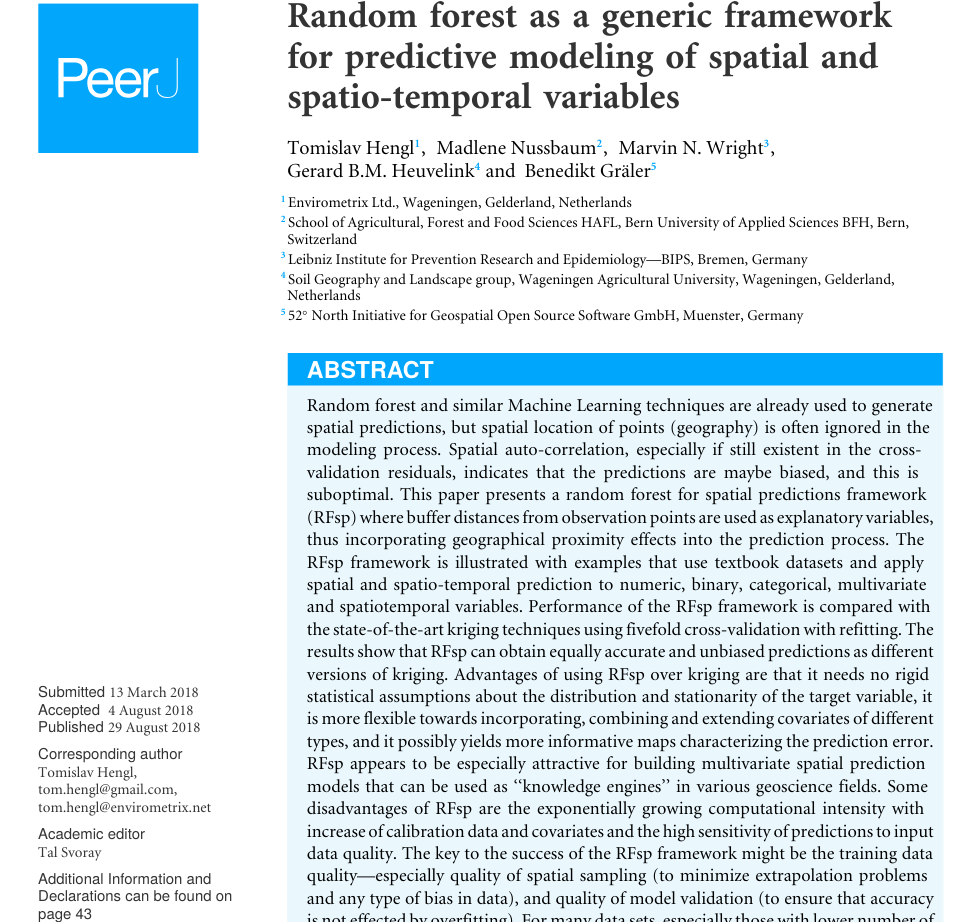 PeerJ
Random forest as a generic framework
for predictive modeling of spatial and
spatio-temporal variables
Tomislav Hengl1, Madlene Nussbaum2, Marvin N. Wright3,
Gerard B.M. Heuvelink4 and Benedikt Gräler5
1 Envirometrix Ltd., Wageningen, Gelderland, Netherlands
2 School of Agricultural, Forest and Food Sciences HAFL, Bern University of Applied Sciences BFH, Bern,
Switzerland
3 Leibniz Institute for Prevention Research and Epidemiology—BIPS, Bremen, Germany
4 Soil Geography and Landscape group, Wageningen Agricultural University, Wageningen, Gelderland,
Netherlands
5 52° North Initiative for Geospatial Open Source Software GmbH, Muenster, Germany
ABSTRACT
Random forest and similar Machine Learning techniques are already used to generate
spatial predictions, but spatial location of points (geography) is often ignored in the
modeling process. Spatial auto-correlation, especially if still existent in the cross-
validation residuals, indicates that the predictions are maybe biased, and this is
suboptimal. This paper presents a random forest for spatial predictions framework
(RFsp) where buffer distances from observation points are used as explanatory variables,
thus incorporating geographical proximity effects into the prediction process. The
RFsp framework is illustrated with examples that use textbook datasets and apply
spatial and spatio-temporal prediction to numeric, binary, categorical, multivariate
and spatiotemporal variables. Performance of the RFsp framework is compared with
the state-of-the-art kriging techniques using fivefold cross-validation with refitting. The
results show that RFsp can obtain equally accurate and unbiased predictions as different
versions of kriging. Advantages of using RFsp over kriging are that it needs no rigid
statistical assumptions about the distribution and stationarity of the target variable, it
is more flexible towards incorporating, combining and extending covariates of different
types, and it possibly yields more informative maps characterizing the prediction error.
RFsp appears to be especially attractive for building multivariate spatial prediction
models that can be used as ‘‘knowledge engines’’ in various geoscience fields. Some
disadvantages of RFsp are the exponentially growing computational intensity with
increase of calibration data and covariates and the high sensitivity of predictions to input
data quality. The key to the success of the RFsp framework might be the training data
quality—especially quality of spatial sampling (to minimize extrapolation problems
and any type of bias in data), and quality of model validation (to ensure that accuracy
is not effected by overfitting). For many data sets, especially those with lower number of
Submitted 13 March 2018
Accepted 4 August 2018
Published 29 August 2018
Corresponding author
Tomislav Hengl,
tom.hengl@gmail.com,
tom.hengl@envirometrix.net
Academic editor
Tal Svoray
Additional Information and
Declarations can be found on
page 43